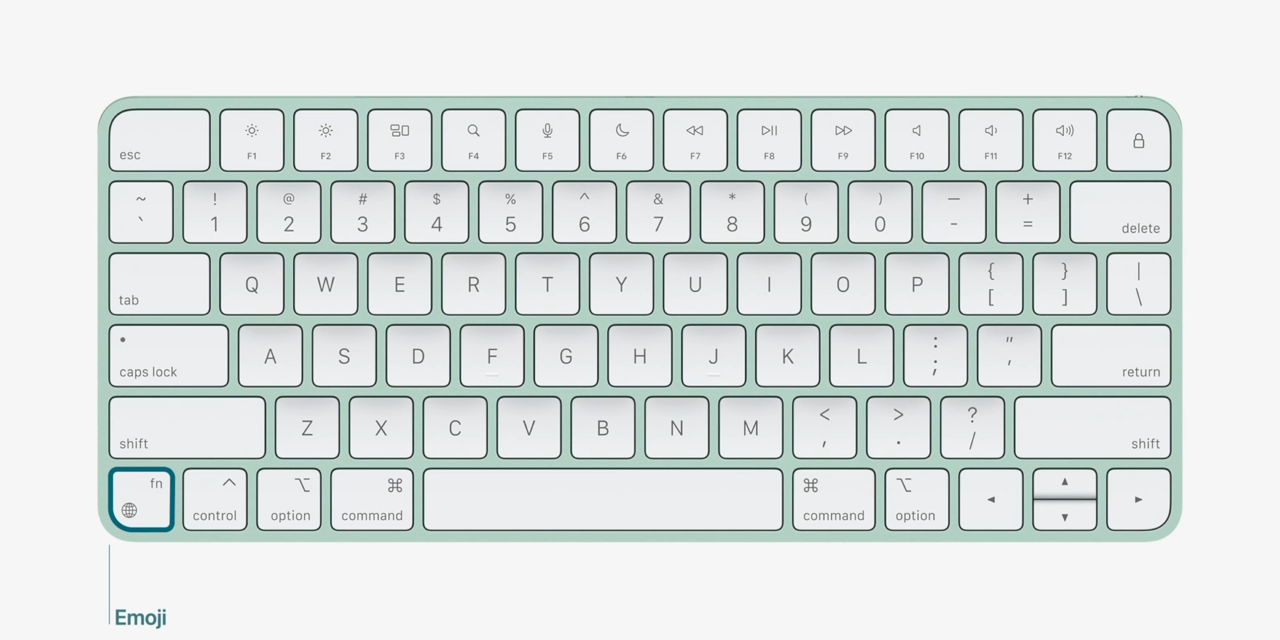 esc F1 F2 F3 F4 F5 F6 F7 F8 F9 F10 F11 F12
~ ! @ # $ % ^ & * ( ) — +
` 1 2 3 4 5 6 7 8 9 0 - = delete
tab Q W E R T Y U I O P { [ } ] | \
caps lock A S D F G H J K L : ; " ' return
shift Z X C V B N M < , > . ? / shift
fn control option command command option
Emoji